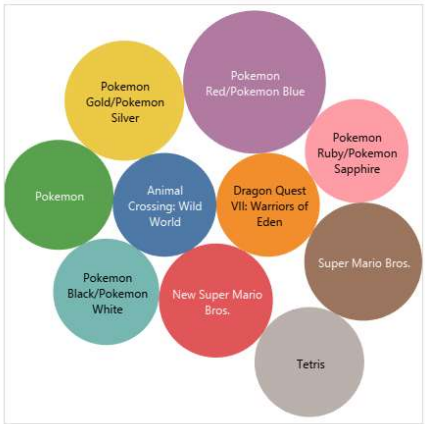 Pokemon
Red/Pokemon Blue
Pokemon
Gold/Pokemon
Silver
Pokemon
Ruby/Pokemon
Sapphire
Pokemon
Animal
Crossing: Wild
World
Dragon Quest
VII: Warriors of
Eden
Super Mario Bros.
Pokemon
Black/Pokemon
White
New Super Mario
Bros.
Tetris